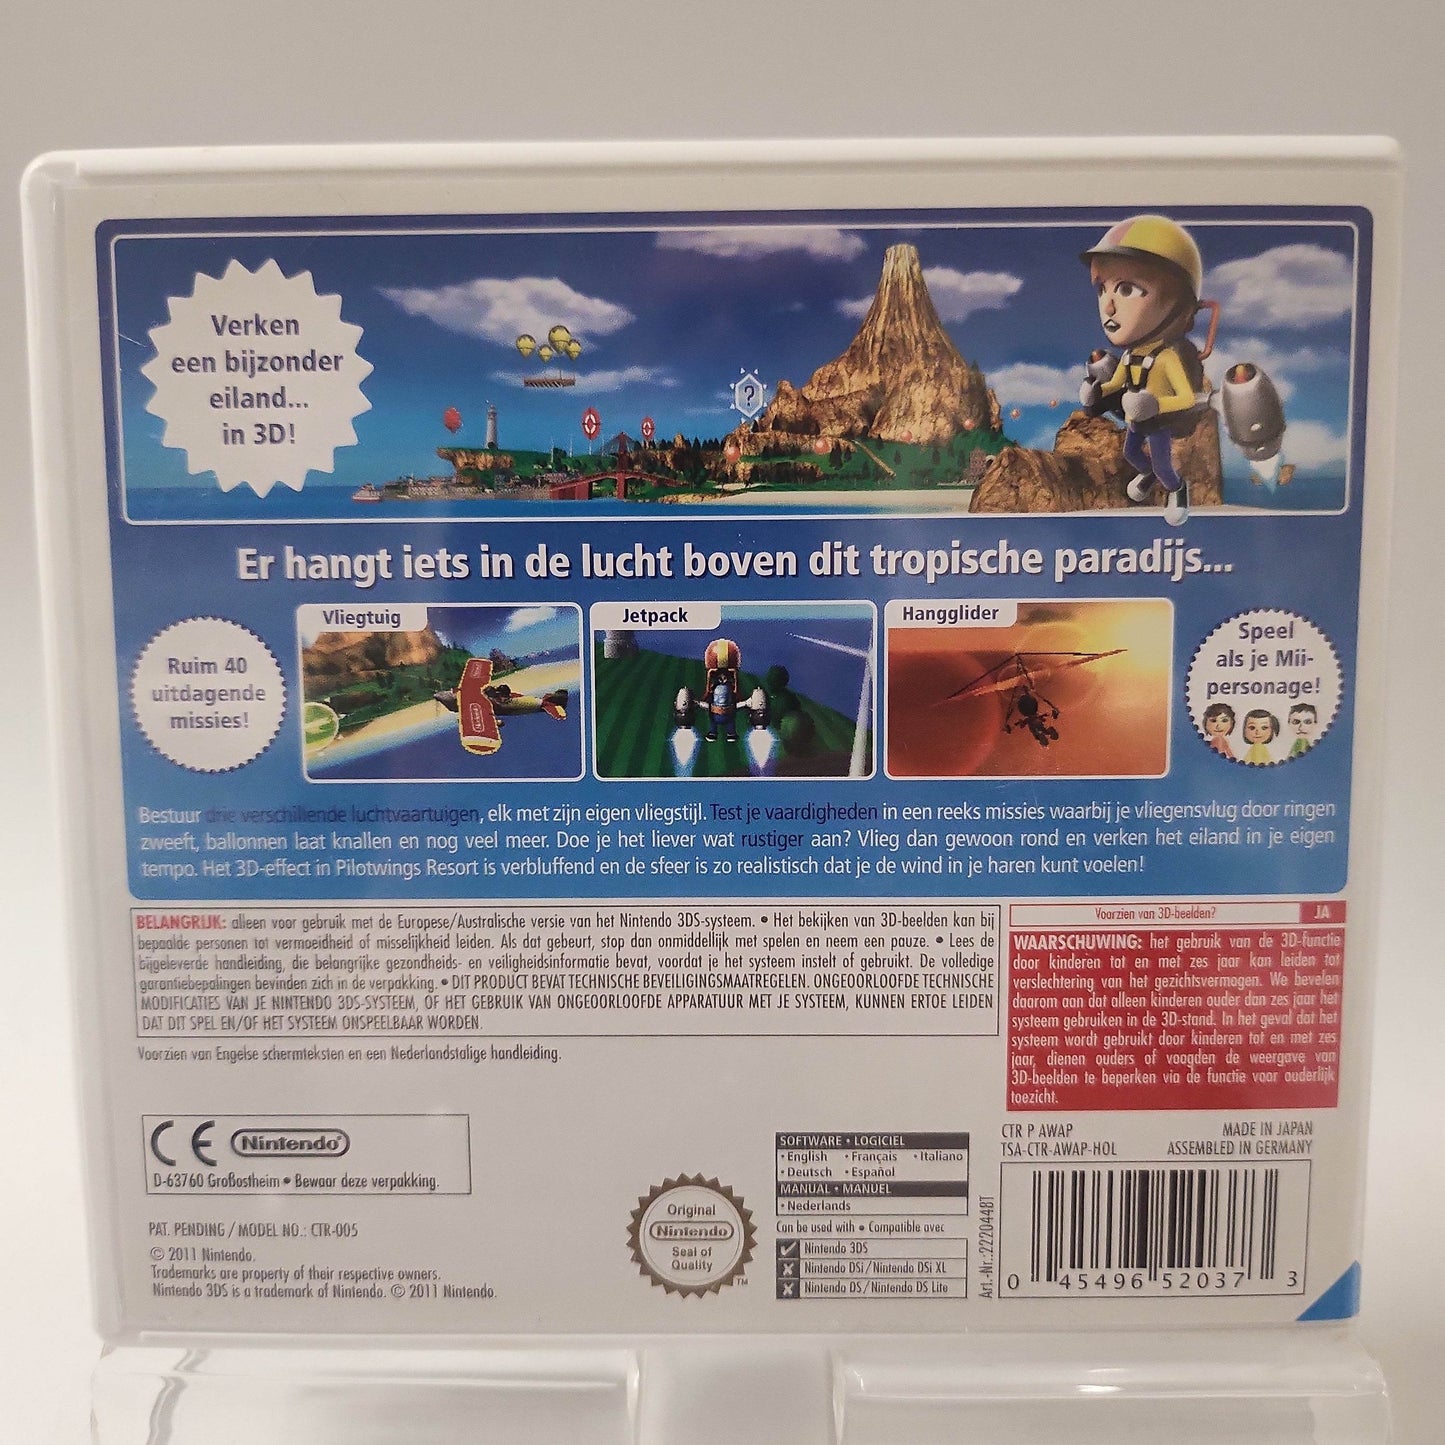 Verken
een bijzonder
eiland...
in 3D!
?
Er hangt iets in de lucht boven dit tropische paradijs...
Vliegtuig
Jetpack
Hangglider
Ruim 40
uitdagende
missies!
Nintendo
Speel
als je Mii-
personage!
Bestuur drie verschillende luchtvaartuigen, elk met zijn eigen vliegstijl. Test je vaardigheden in een reeks missies waarbij je vliegensvlug door ringen
zweeft, ballonnen laat knallen en nog veel meer. Doe je het liever wat rustiger aan? Vlieg dan gewoon rond en verken het eiland in je eigen
tempo. Het 3D-effect in Pilotwings Resort is verbluffend en de sfeer is zo realistisch dat je de wind in je haren kunt voelen!
BELANGRIJK: alleen voor gebruik met de Europese/Australische versie van het Nintendo 3DS-systeem. • Het bekijken van 3D-beelden kan bij
bepaalde personen tot vermoeidheid of misselijkheid leiden. Als dat gebeurt, stop dan onmiddellijk met spelen en neem een pauze. • Lees de
bijgeleverde handleiding, die belangrijke gezondheids- en veiligheidsinformatie bevat, voordat je het systeem instelt of gebruikt. De volledige
garantiebepalingen bevinden zich in de verpakking. • DIT PRODUCT BEVAT TECHNISCHE BEVEILIGINGSMAATREGELEN. ONGEOORLOOFDE TECHNISCHE
MODIFICATIES VAN JE NINTENDO 3DS-SYSTEEM, OF HET GEBRUIK VAN ONGEOORLOOFDE APPARATUUR MET JE SYSTEEM, KUNNEN ERTOE LEIDEN
DAT DIT SPEL EN/OF HET SYSTEEM ONSPEELBAAR WORDEN.
Voorzien van Engelse schermteksten en een Nederlandstalige handleiding.
Voorzien van 3D-beelden? JA
WAARSCHUWING: het gebruik van de 3D-functie
door kinderen tot en met zes jaar kan leiden tot
verslechtering van het gezichtsvermogen. We bevelen
daarom aan dat alleen kinderen ouder dan zes jaar het
systeem gebruiken in de 3D-stand. In het geval dat het
systeem wordt gebruikt door kinderen tot en met zes
jaar, dienen ouders of voogden de weergave van
3D-beelden te beperken via de functie voor ouderlijk
toezicht.
CE Nintendo®
D-63760 Großostheim • Bewaar deze verpakking.
PAT. PENDING / MODEL NO.: CTR-005
© 2011 Nintendo.
Trademarks are property of their respective owners.
Nintendo 3DS is a trademark of Nintendo. © 2011 Nintendo.
Original
Nintendo
Seal of
Quality
TM
SOFTWARE • LOGICIEL
• English • Français • Italiano
• Deutsch • Español
MANUAL • MANUEL
• Nederlands
Can be used with • Compatible avec
Nintendo 3DS
Nintendo DSi / Nintendo DSi XL
Nintendo DS / Nintendo DS Lite
Art.-Nr.:2220448T
CTR P AWAP
TSA-CTR-AWAP-HOL
MADE IN JAPAN
ASSEMBLED IN GERMANY
0 45496 52037 3